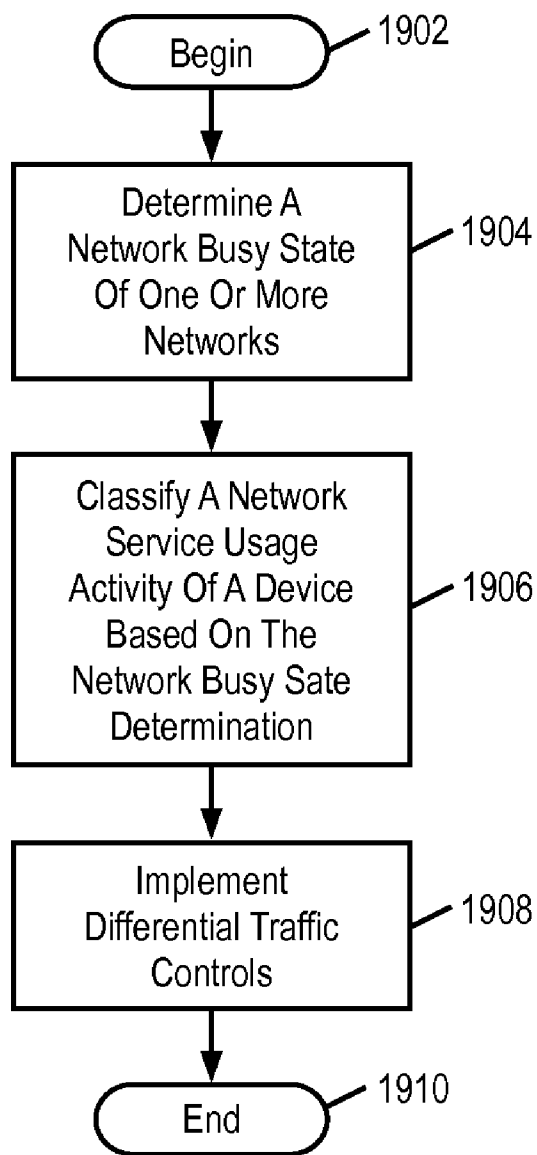 Begin
1902
Determine A
Network Busy State
Of One Or More
Networks
1904
Classify A Network
Service Usage
Activity Of A Device
Based On The
Network Busy Sate
Determination
1906
Implement
Differential Traffic
Controls
1908
End
1910